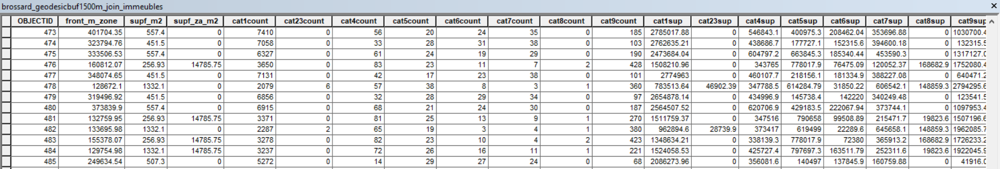 brossard_geodesicbuf1500m_join_immeubles
OBJECTID front_m_zone supf_m2 supf_za_m2 cat1count cat23count cat4count cat5count cat6count cat7count cat8count cat9count cat1sup cat23sup cat4sup cat5sup cat6sup cat7sup cat8sup cat9sup
473 401704.35 557.4 0 7410 0 56 20 24 35 0 185 2785017.88 0 546843.1 400975.3 208462.04 353696.88 0 1030700.4
474 323794.76 451.5 0 7058 0 33 28 31 38 0 103 2762635.21 0 438686.7 177727.1 152315.6 394600.18 0 132315.5
475 333506.53 557.4 0 6327 0 61 24 19 29 0 190 2473684.04 0 604797.2 663845.3 185340.44 453590.3 0 1317127.0
476 160812.07 256.93 14785.75 3650 0 83 23 11 7 2 428 1508210.96 0 343765 778017.9 76475.09 120052.37 168682.9 1752080.4
477 348074.65 451.5 0 7131 0 42 17 23 38 0 101 2774963 0 460107.7 218156.1 181334.9 388227.08 0 640471.2
478 128672.1 1332.1 0 2079 6 57 38 8 3 1 360 783513.64 46902.39 347788.5 614284.79 31850.22 606542.1 148859.3 2794295.6
479 319496.92 451.5 0 6856 0 32 28 29 34 0 97 2654878.14 0 434996.9 145738.4 142220 340249.48 0 123541.5
480 373839.9 557.4 0 6915 0 68 21 24 30 0 187 2564507.52 0 620706.9 429183.5 222067.94 373744.1 0 1097953.4
481 132759.95 256.93 14785.75 3371 0 81 25 13 9 1 270 1511759.37 0 347516 790658 99508.89 215471.7 19823.6 1507196.6
482 133695.98 1332.1 0 2287 2 65 19 3 4 1 380 962894.6 28739.9 373417 619499 22289.6 645658.1 148859.3 1962085.7
483 155378.07 256.93 14785.75 3278 0 82 23 10 4 2 423 1348634.21 0 338139.3 778017.9 72380 365913.2 168682.9 1726233.2
484 129754.98 1332.1 14785.75 3237 0 72 26 16 11 1 221 1524058.53 0 425727.4 797697.3 163511.79 252311.6 19823.6 1922045.9
485 249634.54 507.3 0 5272 0 14 29 27 24 0 68 2086273.96 0 356081.6 140497 137845.9 160759.88 0 41916.0